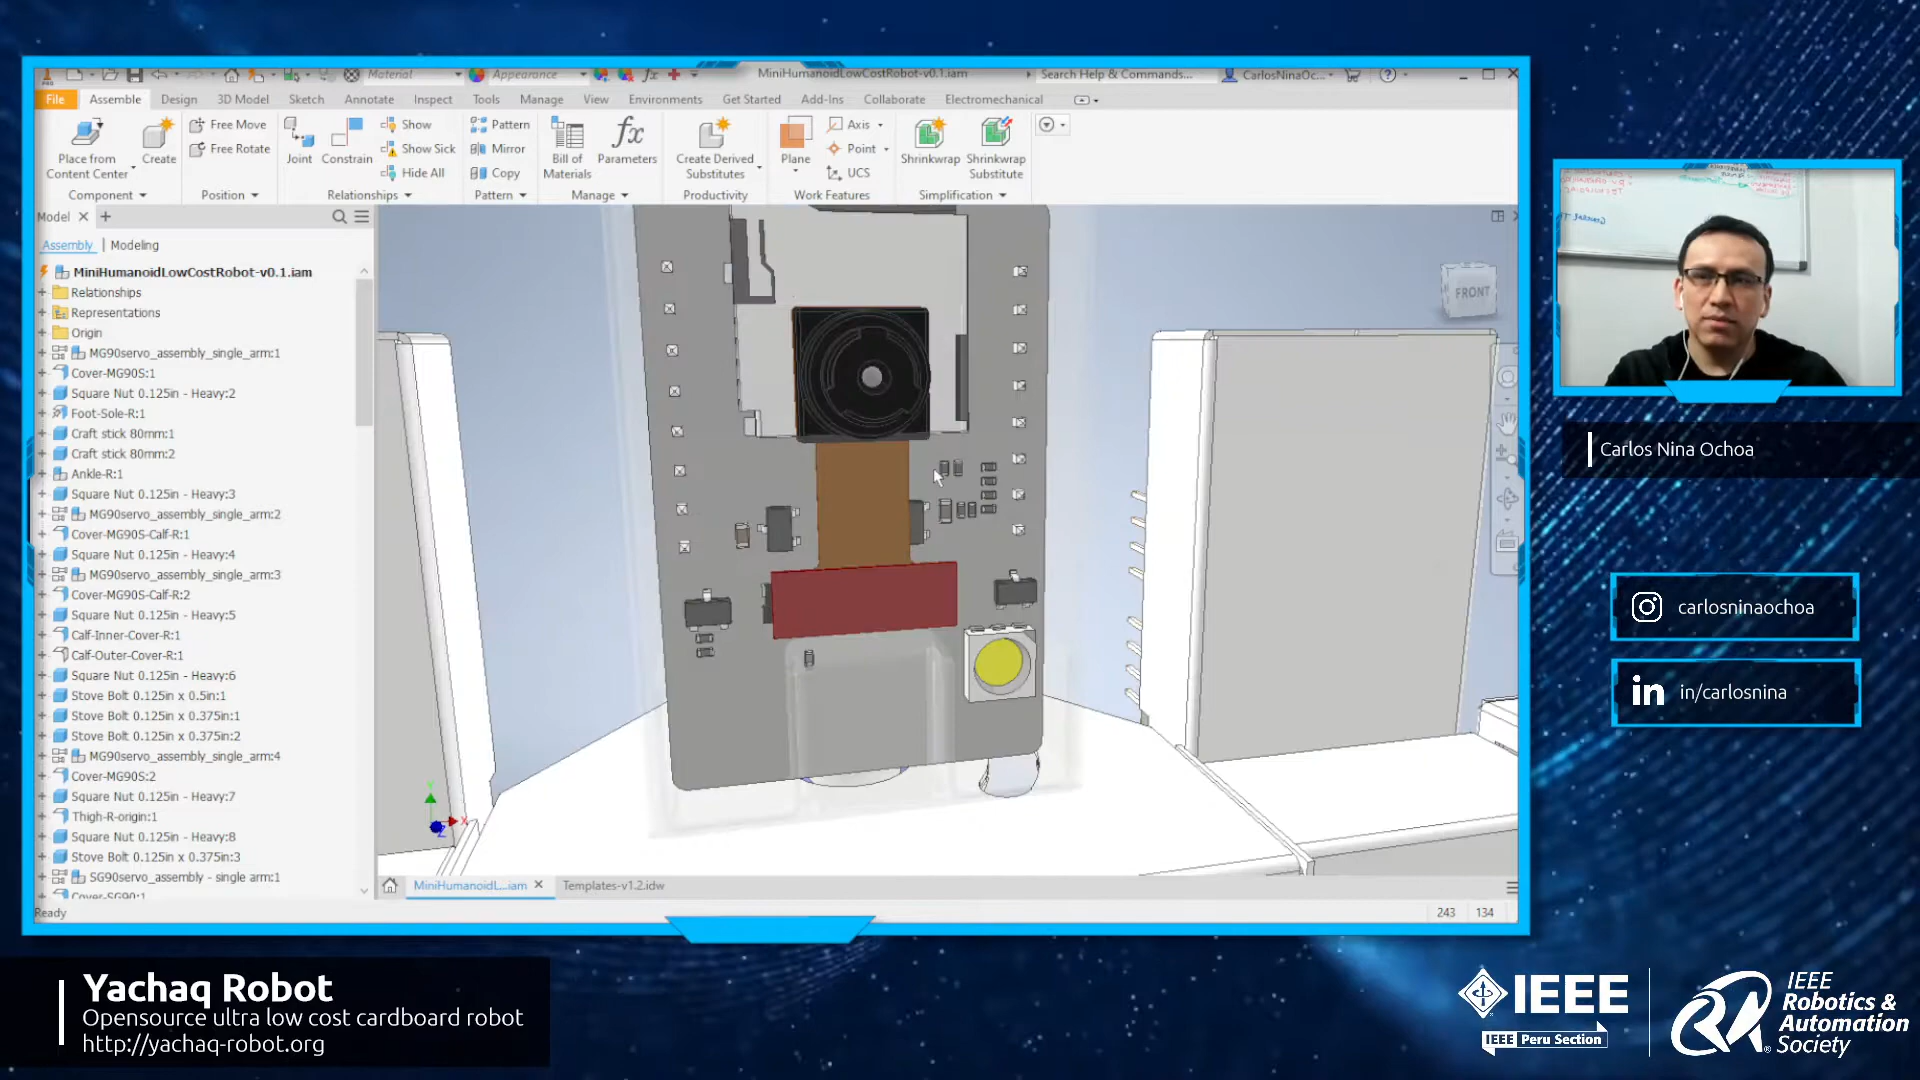 Material
Appearance
MiniHumanoidLowCostRobot-v0.1.iam
Search Help & Commands...
CarlosNinaOc...
File
Assemble
Design
3D Model
Sketch
Annotate
Inspect
Tools
Manage
View
Environments
Get Started
Add-Ins
Collaborate
Electromechanical
Place from
Content Center
Create
Free Move
Free Rotate
Joint
Constrain
Show
Show Sick
Hide All
Pattern
Mirror
Copy
Bill of
Materials
Parameters
Create Derived
Substitutes
Plane
Axis
Point
UCS
Shrinkwrap
Shrinkwrap
Substitute
Component
Position
Relationships
Pattern
Manage
Productivity
Work Features
Simplification
Model
Assembly | Modeling
MiniHumanoidLowCostRobot-v0.1.iam
Relationships
Representations
Origin
MG90servo_assembly_single_arm:1
Cover-MG90S:1
Square Nut 0.125in - Heavy:2
Foot-Sole-R:1
Craft stick 80mm:1
Craft stick 80mm:2
Ankle-R:1
Square Nut 0.125in - Heavy:3
MG90servo_assembly_single_arm:2
Cover-MG90S-Calf-R:1
Square Nut 0.125in - Heavy:4
MG90servo_assembly_single_arm:3
Cover-MG90S-Calf-R:2
Square Nut 0.125in - Heavy:5
Calf-Inner-Cover-R:1
Calf-Outer-Cover-R:1
Square Nut 0.125in - Heavy:6
Stove Bolt 0.125in x 0.5in:1
Stove Bolt 0.125in x 0.375in:1
Stove Bolt 0.125in x 0.375in:2
MG90servo_assembly_single_arm:4
Cover-MG90S:2
Square Nut 0.125in - Heavy:7
Thigh-R-origin:1
Square Nut 0.125in - Heavy:8
Stove Bolt 0.125in x 0.375in:3
SG90servo_assembly - single arm:1
Cover-SG90:1
FRONT
Y
X
Z
MiniHumanoidL...iam
Templates-v1.2.idw
Ready
243
134
Carlos Nina Ochoa
carlosninaochoa
in/carlosnina
Yachaq Robot
Opensource ultra low cost cardboard robot
http://yachaq-robot.org
IEEE
IEEE Peru Section
IEEE
Robotics &
Automation
Society